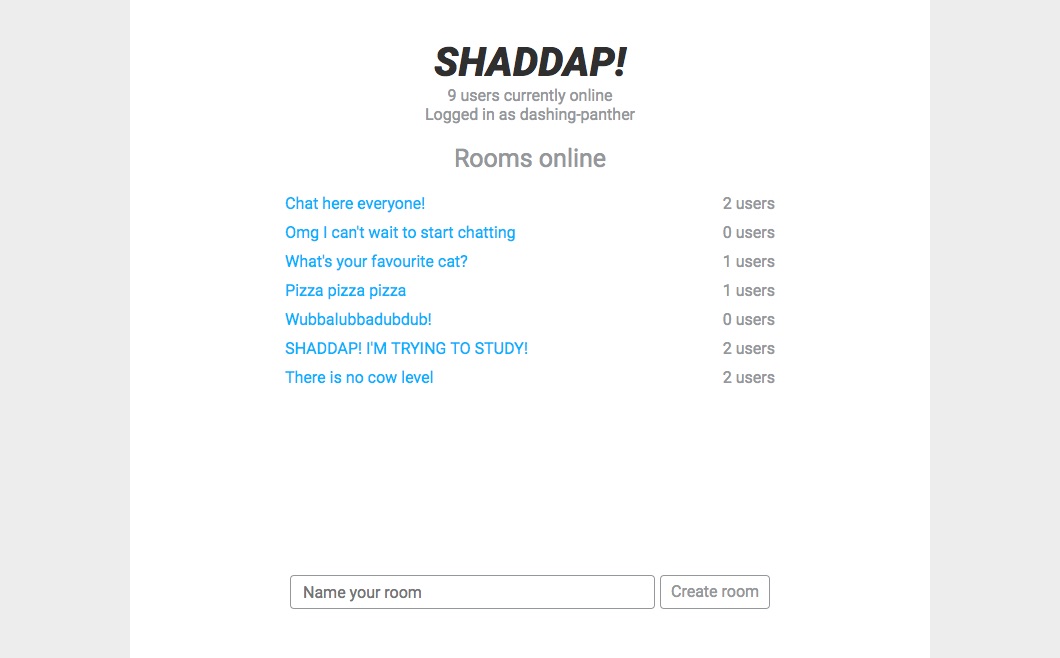 SHADDAP!
9 users currently online
Logged in as dashing-panther
Rooms online
Chat here everyone! 2 users
Omg I can't wait to start chatting 0 users
What's your favourite cat? 1 users
Pizza pizza pizza 1 users
Wubbalubbadubdub! 0 users
SHADDAP! I'M TRYING TO STUDY! 2 users
There is no cow level 2 users
Name your room Create room